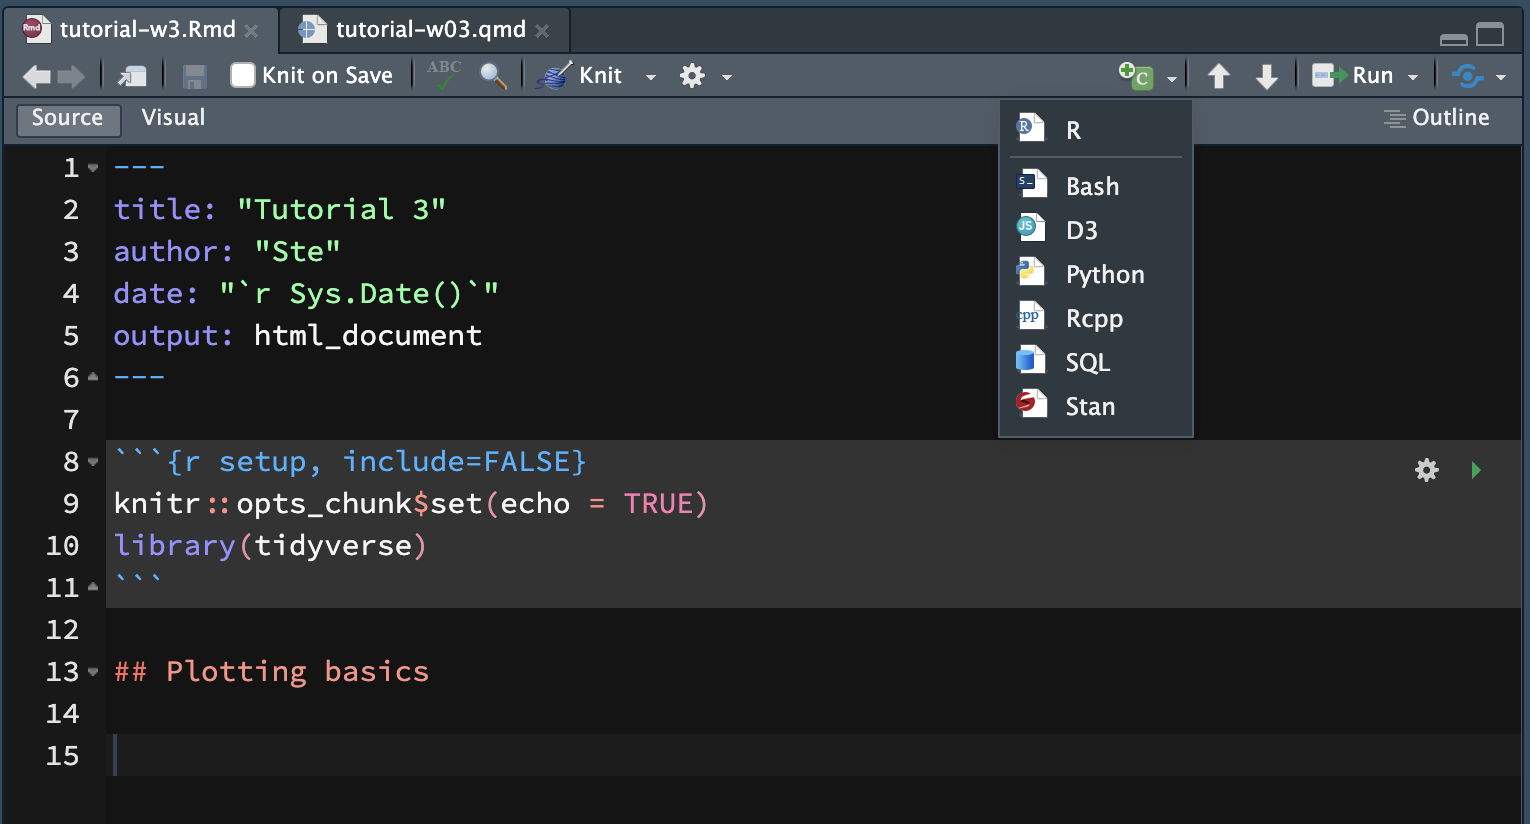 tutorial-w3.Rmd tutorial-w03.qmd
Knit on Save ABC Knit C Run
Source Visual Outline
R
Bash
D3
Python
Rcpp
SQL
Stan
1 ---
2 title: "Tutorial 3"
3 author: "Ste"
4 date: "`r Sys.Date()`"
5 output: html_document
6 ---
7
8 ```{r setup, include=FALSE}
9 knitr::opts_chunk$set(echo = TRUE)
10 library(tidyverse)
11 ```
12
13 ## Plotting basics
14
15